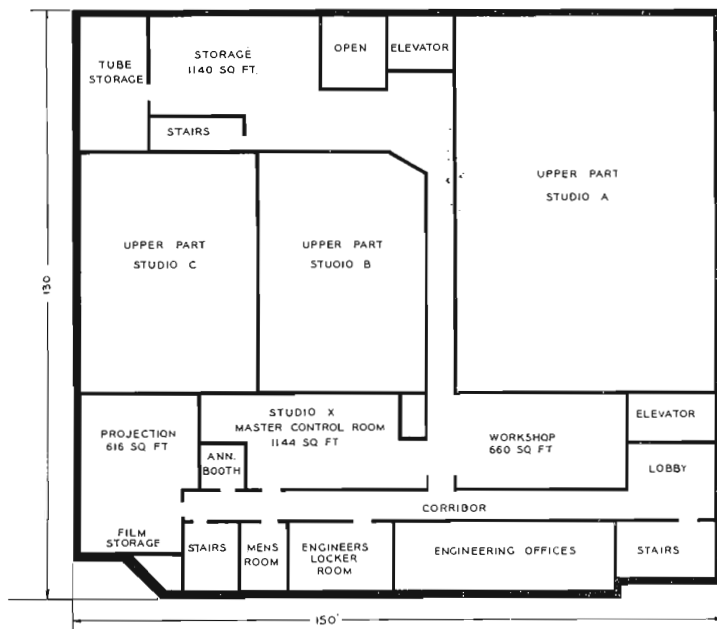 TUBE
STORAGE
STORAGE
1140 SQ FT.
OPEN
ELEVATOR
STAIRS
UPPER PART
STUDIO A
UPPER PART
STUDIO C
UPPER PART
STUDIO B
130
PROJECTION
616 SQ FT
STUDIO X
MASTER CONTROL ROOM
1144 SQ FT
ANN.
BOOTH
WORKSHOP
660 SQ FT
ELEVATOR
LOBBY
CORRIBOR
FILM
STORAGE
STAIRS
MENS
ROOM
ENGINEERS
LOCKER
ROOM
ENGINEERING OFFICES
STAIRS
150'